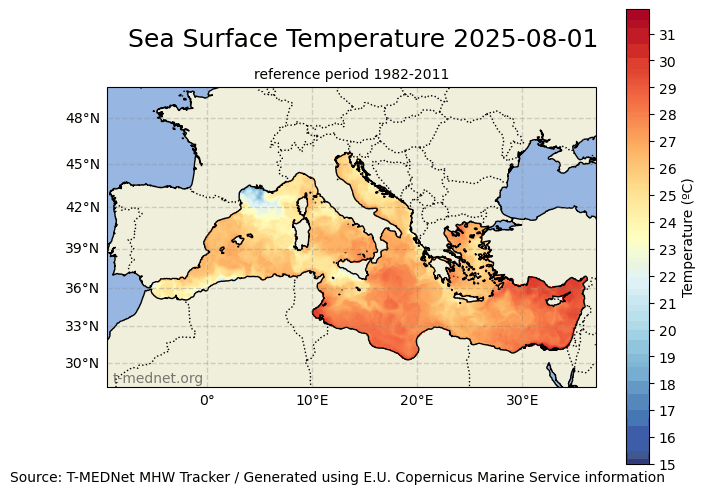 Sea Surface Temperature 2025-08-01
reference period 1982-2011
48°N
45°N
42°N
39°N
36°N
33°N
30°N
t-mednet.org
0°
10°E
20°E
30°E
31
30
29
28
27
26
25
24
23
22
21
20
19
18
17
16
15
Temperature (ºC)
Source: T-MEDNet MHW Tracker / Generated using E.U. Copernicus Marine Service information